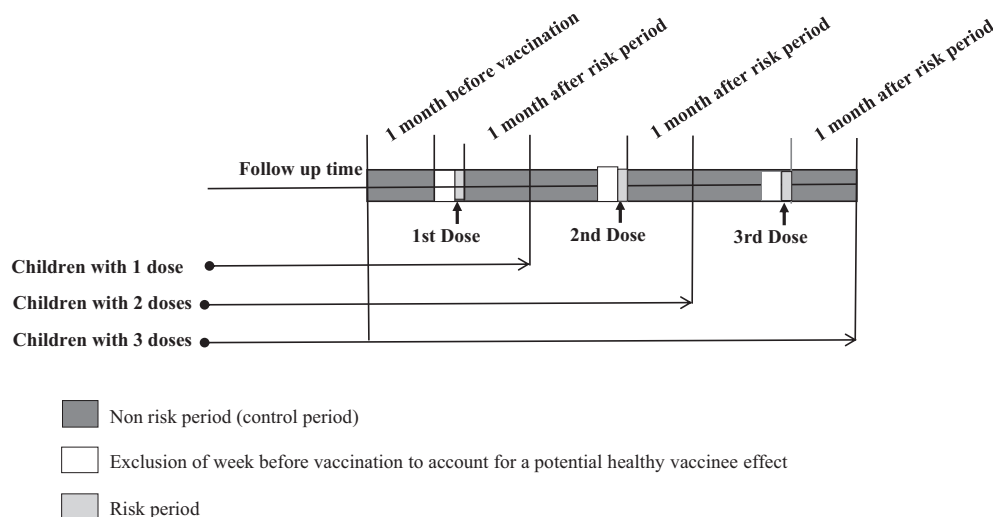 1 month before vaccination
1 month after risk period
1 month after risk period
1 month after risk period
Follow up time
1st Dose
2nd Dose
3rd Dose
Children with 1 dose
Children with 2 doses
Children with 3 doses
Non risk period (control period)
Exclusion of week before vaccination to account for a potential healthy vaccinee effect
Risk period